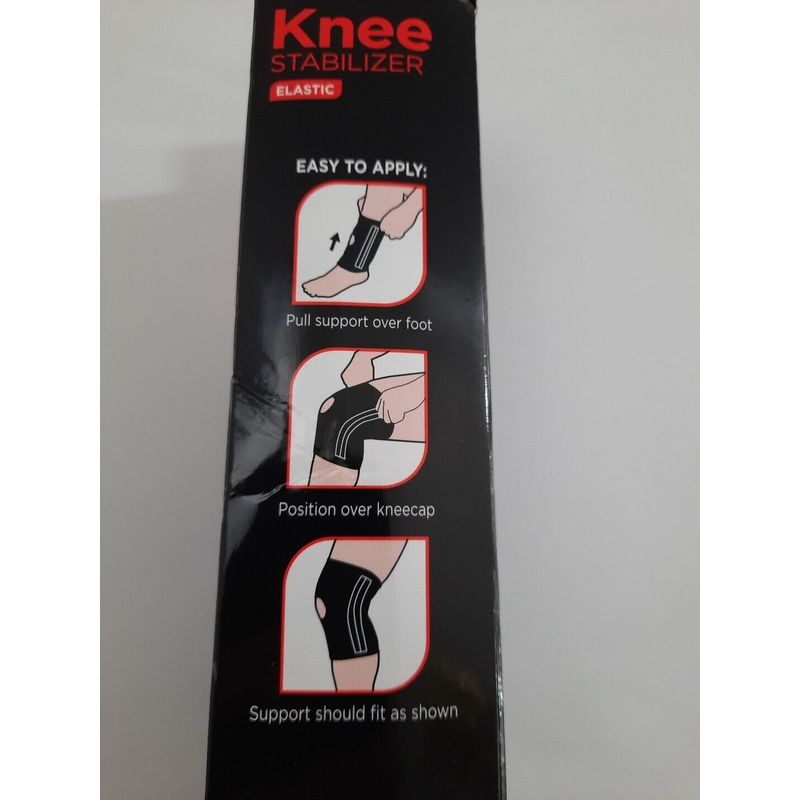 Knee
STABILIZER
ELASTIC
EASY TO APPLY:
Pull support over foot
Position over kneecap
Support should fit as shown